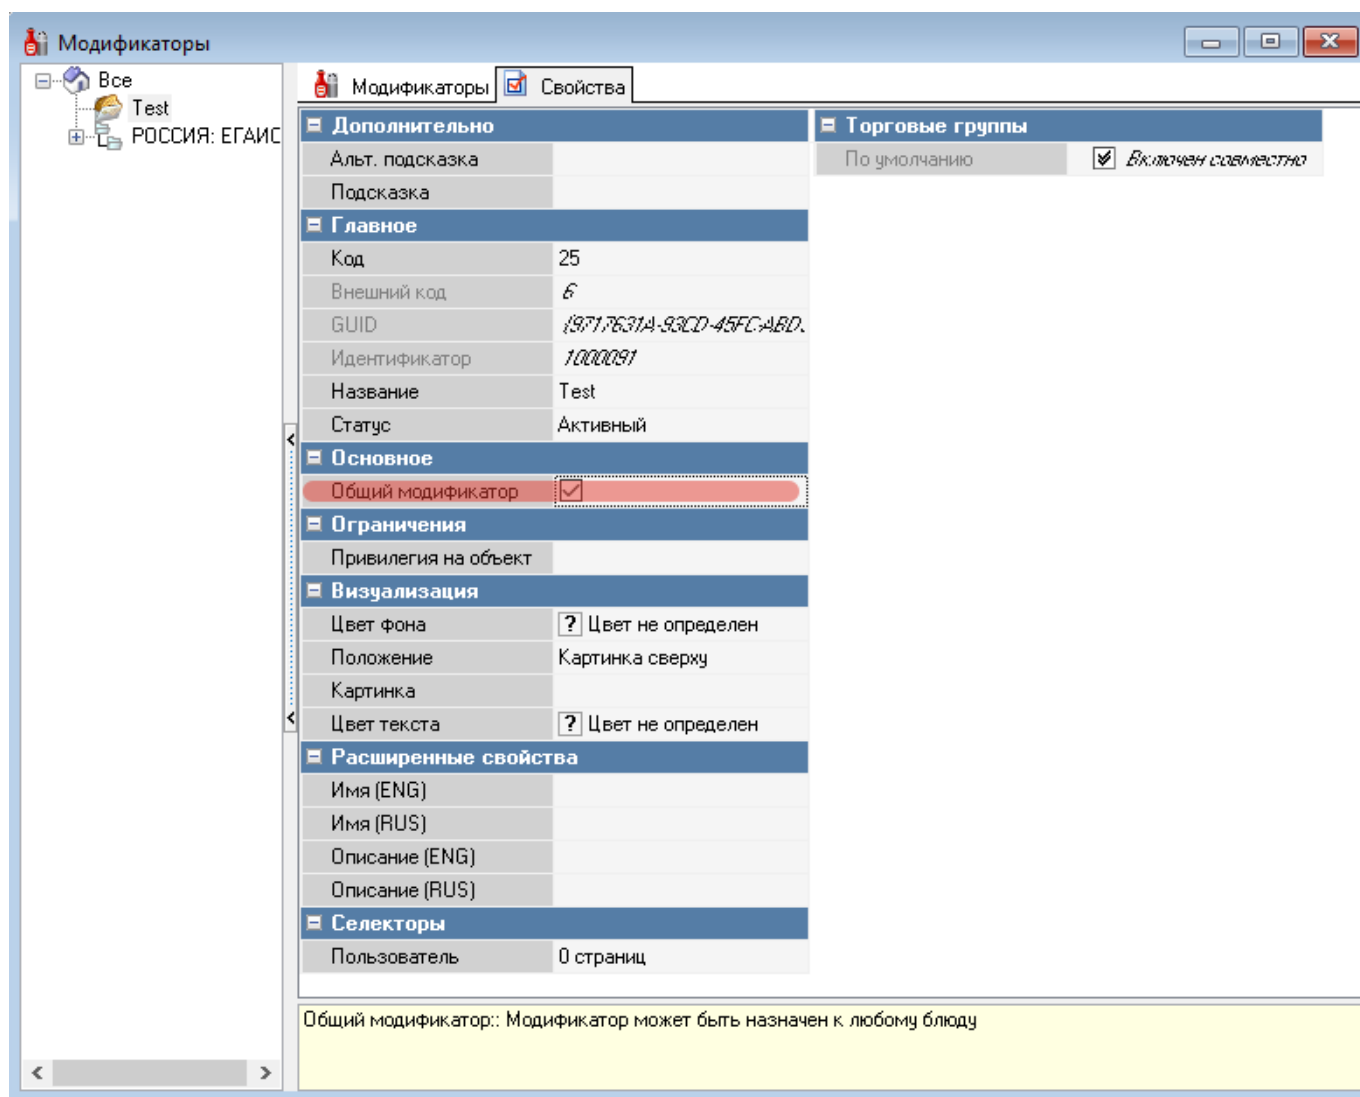 Модификаторы
Все
Test
РОССИЯ: ЕГАИС
Модификаторы
Свойства
Дополнительно
Альт. подсказка
Подсказка
Главное
Код 25
Внешний код 6
GUID {9717631A-93CD-45FC-ABD.
Идентификатор 1000091
Название Test
Статус Активный
Основное
Общий модификатор
Ограничения
Привилегия на объект
Визуализация
Цвет фона ? Цвет не определен
Положение Картинка сверху
Картинка
Цвет текста ? Цвет не определен
Расширенные свойства
Имя (ENG)
Имя (RUS)
Описание (ENG)
Описание (RUS)
Селекторы
Пользователь 0 страниц
Торговые группы
По умолчанию Включен совместно
Общий модификатор:: Модификатор может быть назначен к любому блюду